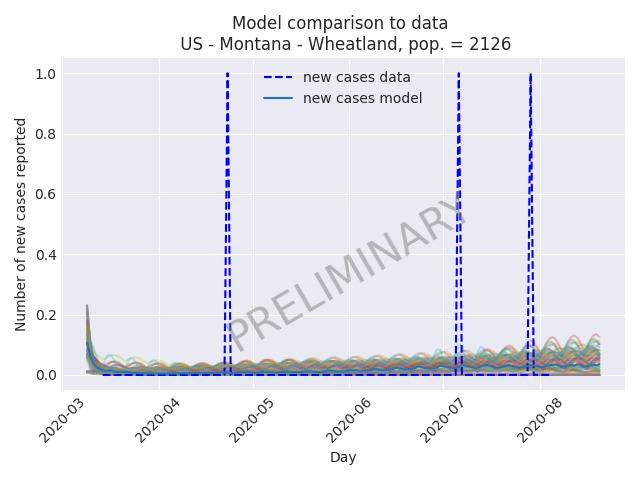 Model comparison to data
US - Montana - Wheatland, pop. = 2126
new cases data
new cases model
Number of new cases reported
1.0
0.8
0.6
0.4
0.2
0.0
PRELIMINARY
2020-03
2020-04
2020-05
2020-06
2020-07
2020-08
Day